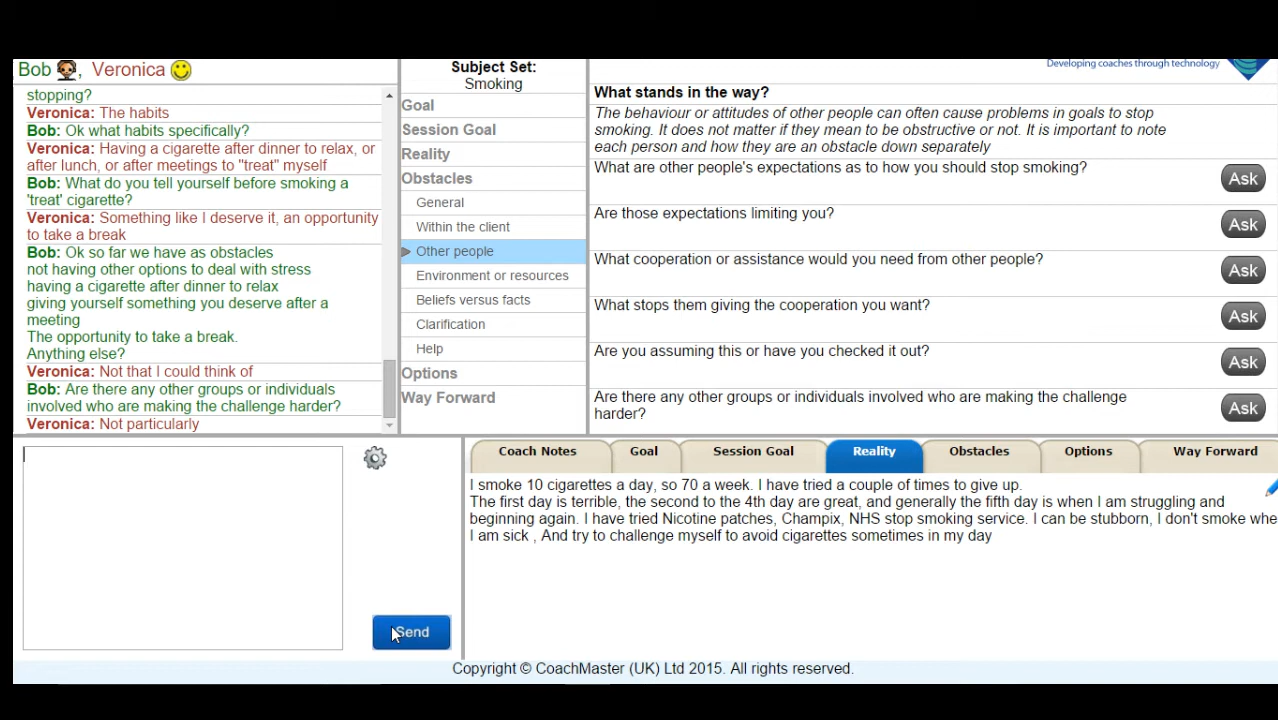 Bob , Veronica
stopping?
Veronica: The habits
Bob: Ok what habits specifically?
Veronica: Having a cigarette after dinner to relax, or
after lunch, or after meetings to "treat" myself
Bob: What do you tell yourself before smoking a
'treat' cigarette?
Veronica: Something like I deserve it, an opportunity
to take a break
Bob: Ok so far we have as obstacles
not having other options to deal with stress
having a cigarette after dinner to relax
giving yourself something you deserve after a
meeting
The opportunity to take a break.
Anything else?
Veronica: Not that I could think of
Bob: Are there any other groups or individuals
involved who are making the challenge harder?
Veronica: Not particularly
Subject Set:
Smoking
Goal
Session Goal
Reality
Obstacles
General
Within the client
Other people
Environment or resources
Beliefs versus facts
Clarification
Help
Options
Way Forward
Developing coaches through technology
What stands in the way?
The behaviour or attitudes of other people can often cause problems in goals to stop
smoking. It does not matter if they mean to be obstructive or not. It is important to note
each person and how they are an obstacle down separately
What are other people's expectations as to how you should stop smoking?
Ask
Are those expectations limiting you?
Ask
What cooperation or assistance would you need from other people?
Ask
What stops them giving the cooperation you want?
Ask
Are you assuming this or have you checked it out?
Ask
Are there any other groups or individuals involved who are making the challenge
harder?
Ask
Send
Coach Notes
Goal
Session Goal
Reality
Obstacles
Options
Way Forward
I smoke 10 cigarettes a day, so 70 a week. I have tried a couple of times to give up.
The first day is terrible, the second to the 4th day are great, and generally the fifth day is when I am struggling and
beginning again. I have tried Nicotine patches, Champix, NHS stop smoking service. I can be stubborn, I don't smoke whe
I am sick , And try to challenge myself to avoid cigarettes sometimes in my day
Copyright © CoachMaster (UK) Ltd 2015. All rights reserved.